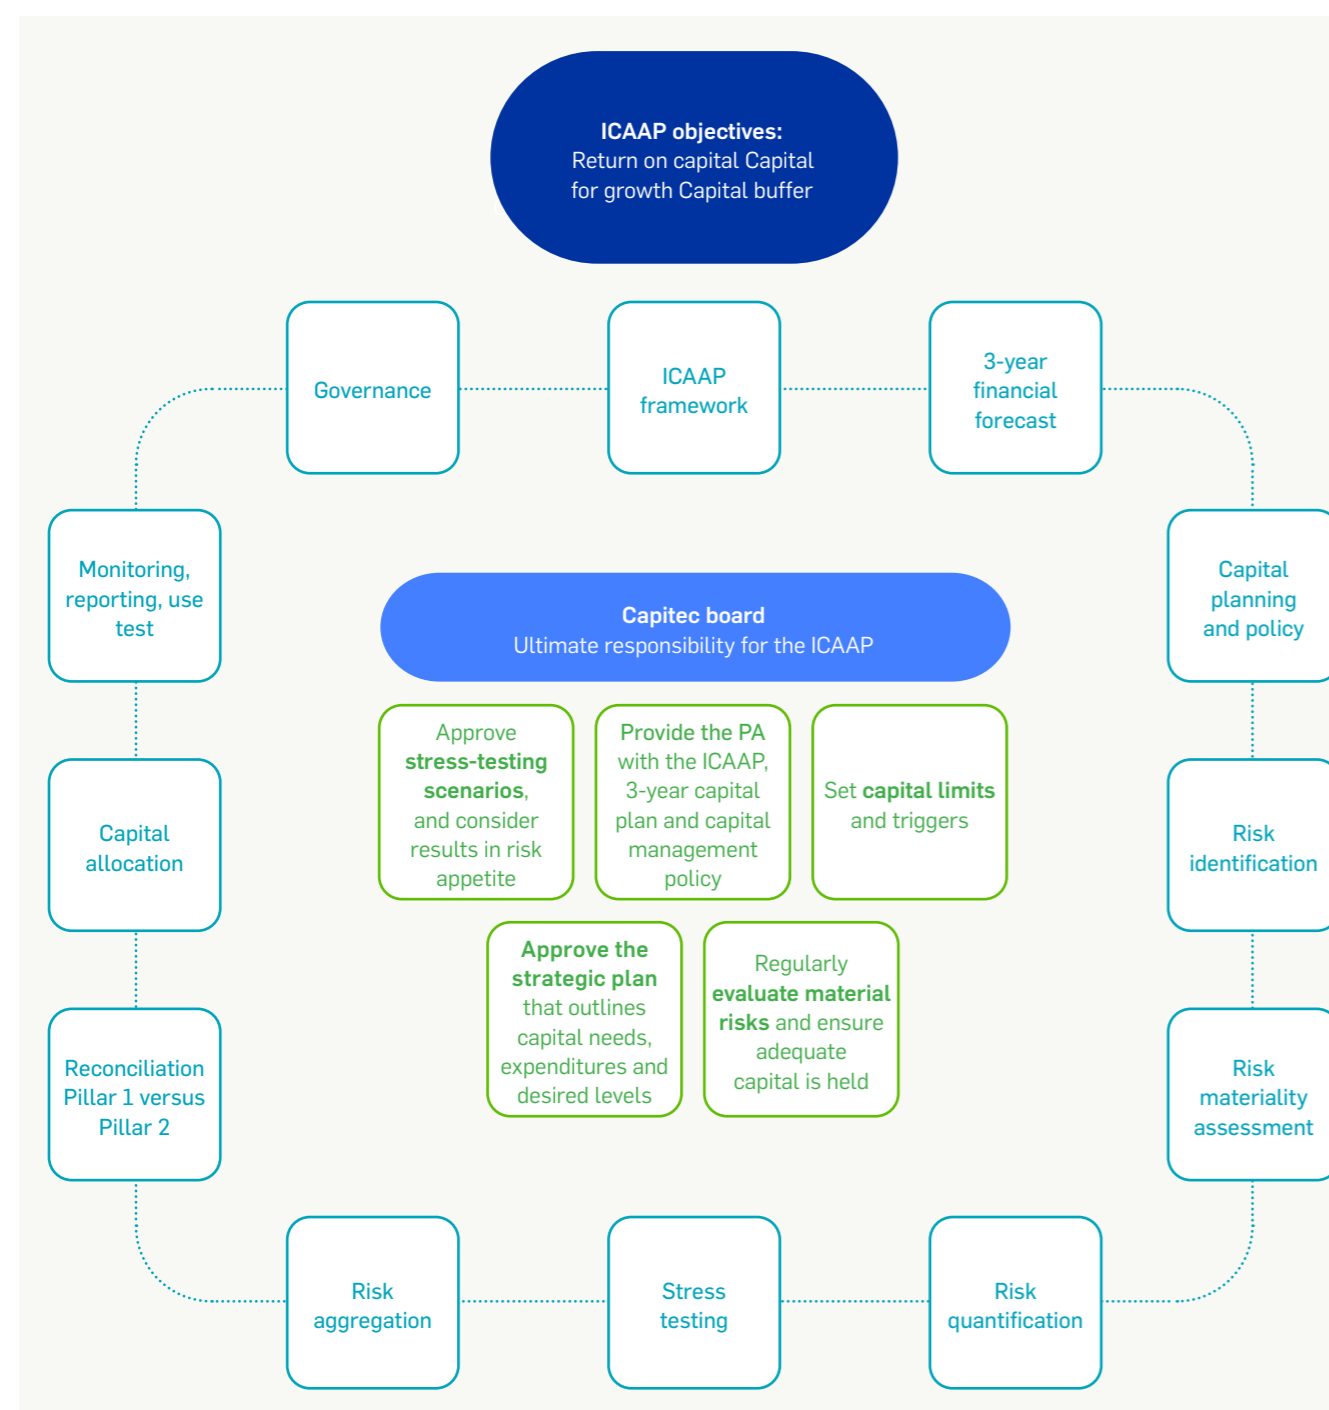 ICAAP objectives:
Return on capital Capital
for growth Capital buffer
Governance
ICAAP
framework
3-year
financial
forecast
Monitoring,
reporting, use
test
Capital
planning
and policy
Capitec board
Ultimate responsibility for the ICAAP
Approve
stress-testing
scenarios,
and consider
results in risk
appetite
Provide the PA
with the ICAAP,
3-year capital
plan and capital
management
policy
Set capital limits
and triggers
Capital
allocation
Risk
identification
Approve the
strategic plan
that outlines
capital needs,
expenditures and
desired levels
Regularly
evaluate material
risks and ensure
adequate
capital is held
Reconciliation
Pillar 1 versus
Pillar 2
Risk
materiality
assessment
Risk
aggregation
Stress
testing
Risk
quantification